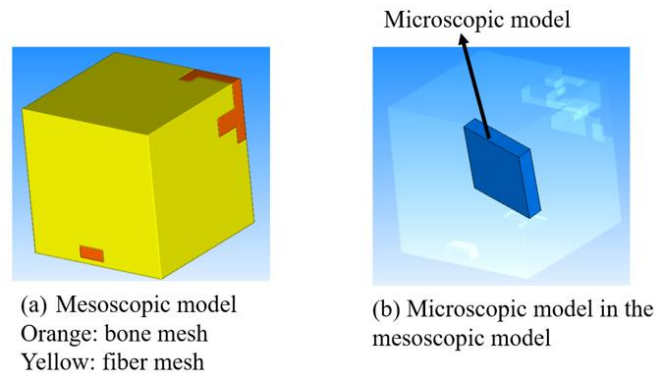 Microscopic model
(a) Mesoscopic model
Orange: bone mesh
Yellow: fiber mesh
(b) Microscopic model in the
mesoscopic model